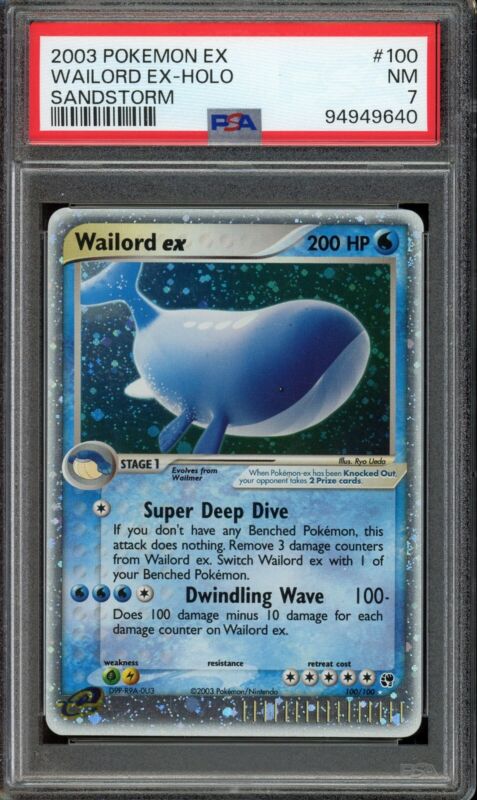 2003 POKEMON EX #100
WAILORD EX-HOLO NM
SANDSTORM 7
PSA 94949640
Wailord ex 200 HP
STAGE 1
Evolves from
Wailmer
Illus. Ryo Ueda
When Pokémon-ex has been Knocked Out,
your opponent takes 2 Prize cards.
Super Deep Dive
If you don't have any Benched Pokémon, this
attack does nothing. Remove 3 damage counters
from Wailord ex. Switch Wailord ex with 1 of
your Benched Pokémon.
Dwindling Wave 100-
Does 100 damage minus 10 damage for each
damage counter on Wailord ex.
weakness resistance retreat cost
DPP-R9A-0U3 ©2003 Pokémon/Nintendo 100/100
e
PSA